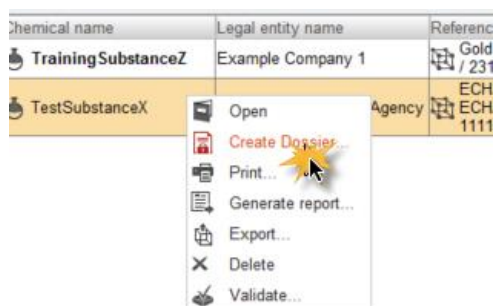 Chemical name Legal entity name Referenc
TrainingSubstanceZ Example Company 1 Gold
/ 231
TestSubstanceX Agency ECH
ECH
1111
Open
Create Dossier...
Print...
Generate report...
Export...
Delete
Validate...